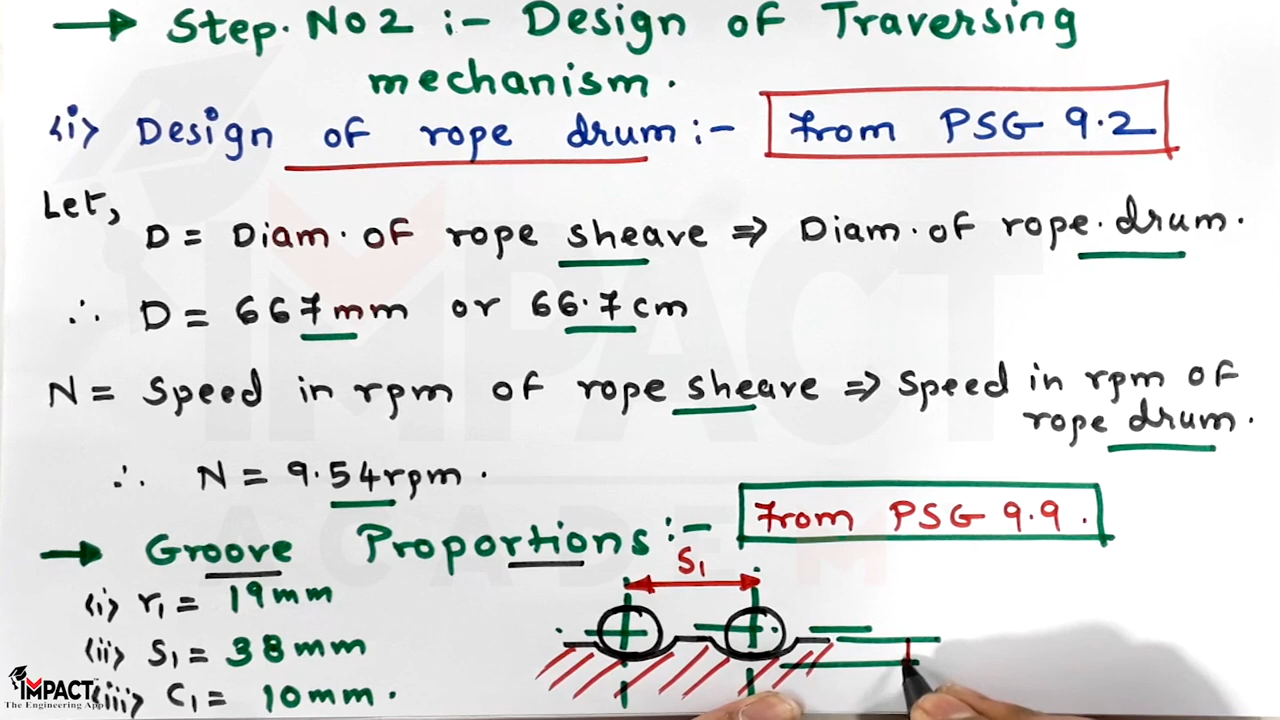 → Step. No 2 :- Design of Traversing
mechanism.
(i) Design of rope drum :- From PSG 9.2
Let,
D = Diam. of rope sheave ⇒ Diam. of rope drum.
∴ D = 667mm or 66.7cm
N = Speed in rpm of rope sheave ⇒ Speed in rpm of
rope drum.
∴ N = 9.54rpm.
→ Groove Proportions :- From PSG 9.9.
S₁
(i) r₁ = 19mm
(ii) S₁ = 38mm
(iii) C₁ = 10mm.
IMPACT
The Engineering App
IMPACT
ACADEM